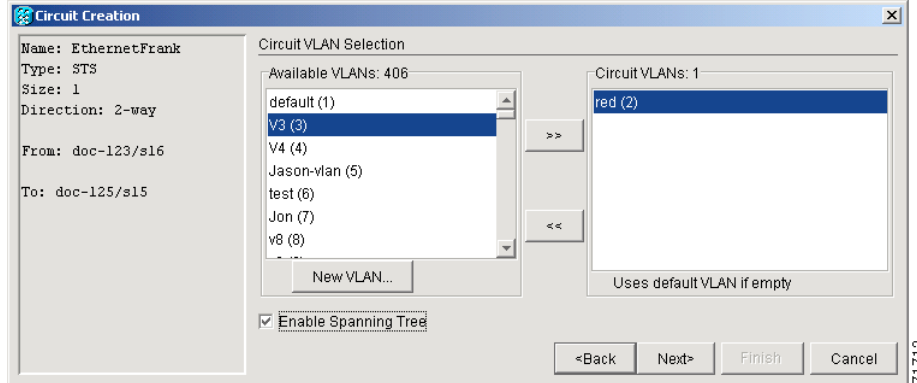 Circuit Creation
Name: EthernetFrank
Type: STS
Size: 1
Direction: 2-way
From: doc-123/s16
To: doc-125/s15
Circuit VLAN Selection
Available VLANs: 406
default (1)
V3 (3)
V4 (4)
Jason-vlan (5)
test (6)
Jon (7)
v8 (8)
New VLAN...
>>
<<
Circuit VLANs: 1
red (2)
Uses default VLAN if empty
Enable Spanning Tree
<Back
Next>
Finish
Cancel